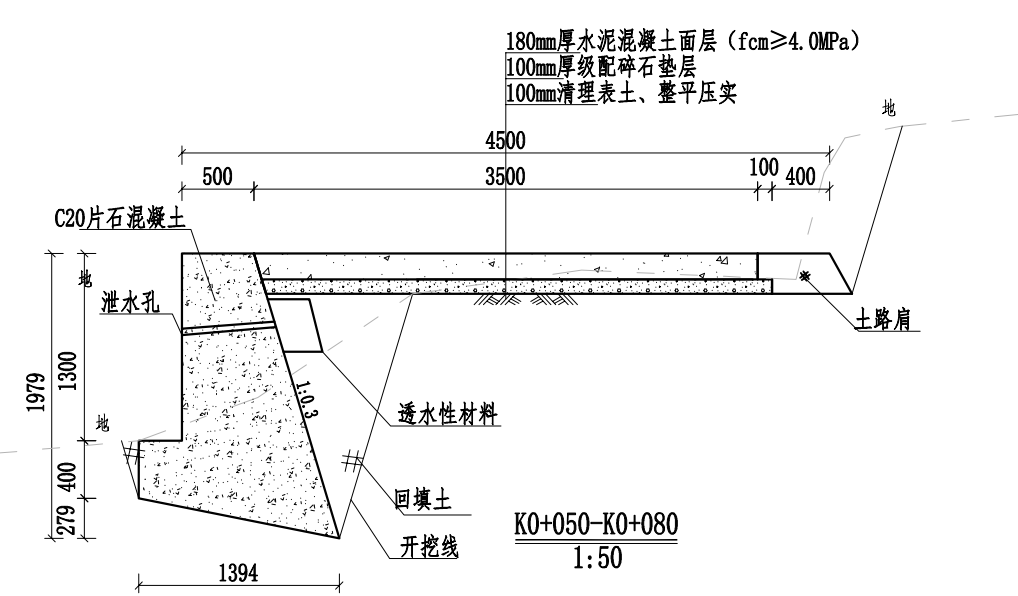 180mm厚水泥混凝土面层（fcm≥4.0MPa）
100mm厚级配碎石垫层
100mm清理表土、整平压实
地
4500
500
3500
100
400
C20片石混凝土
地
泄水孔
土路肩
1979
1300
1:0.3
地
透水性材料
400
回填土
279
开挖线
K0+050-K0+080
1:50
1394